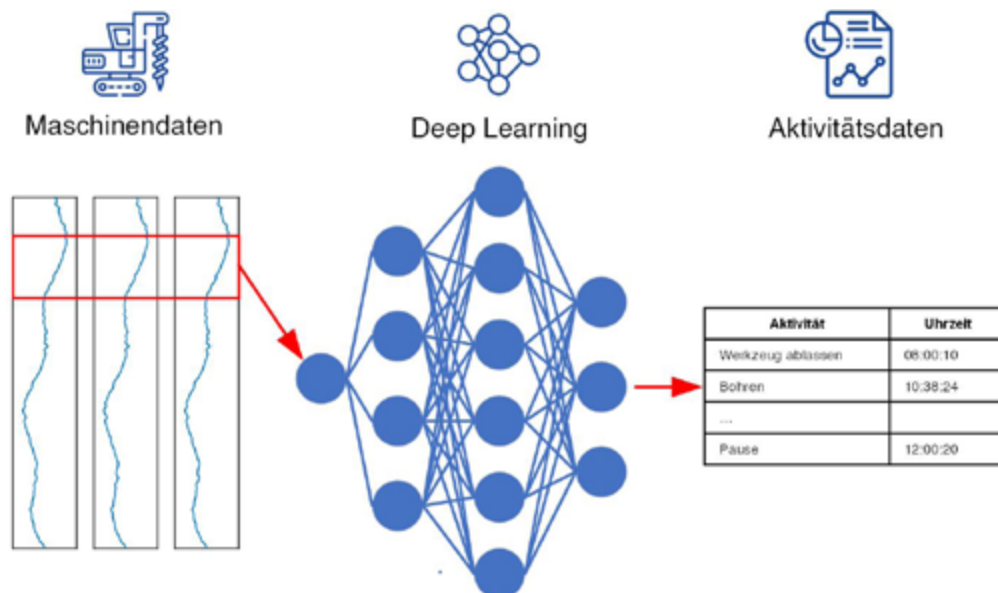 Maschinendaten
Deep Learning
Aktivitätsdaten
Aktivität Uhrzeit
Werkzeug ablassen 08:00:10
Bohren 10:38:24
....
Pause 12:00:20